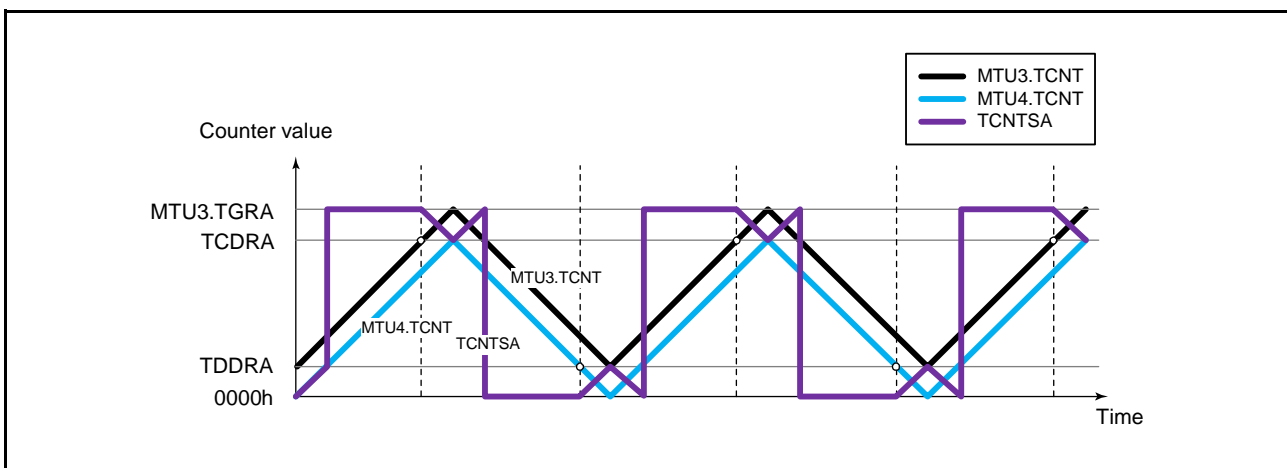 MTU3.TCNT
MTU4.TCNT
TCNTSA
Counter value
MTU3.TGRA
TCDRA
MTU3.TCNT
MTU4.TCNT
TCNTSA
TDDRA
0000h
Time